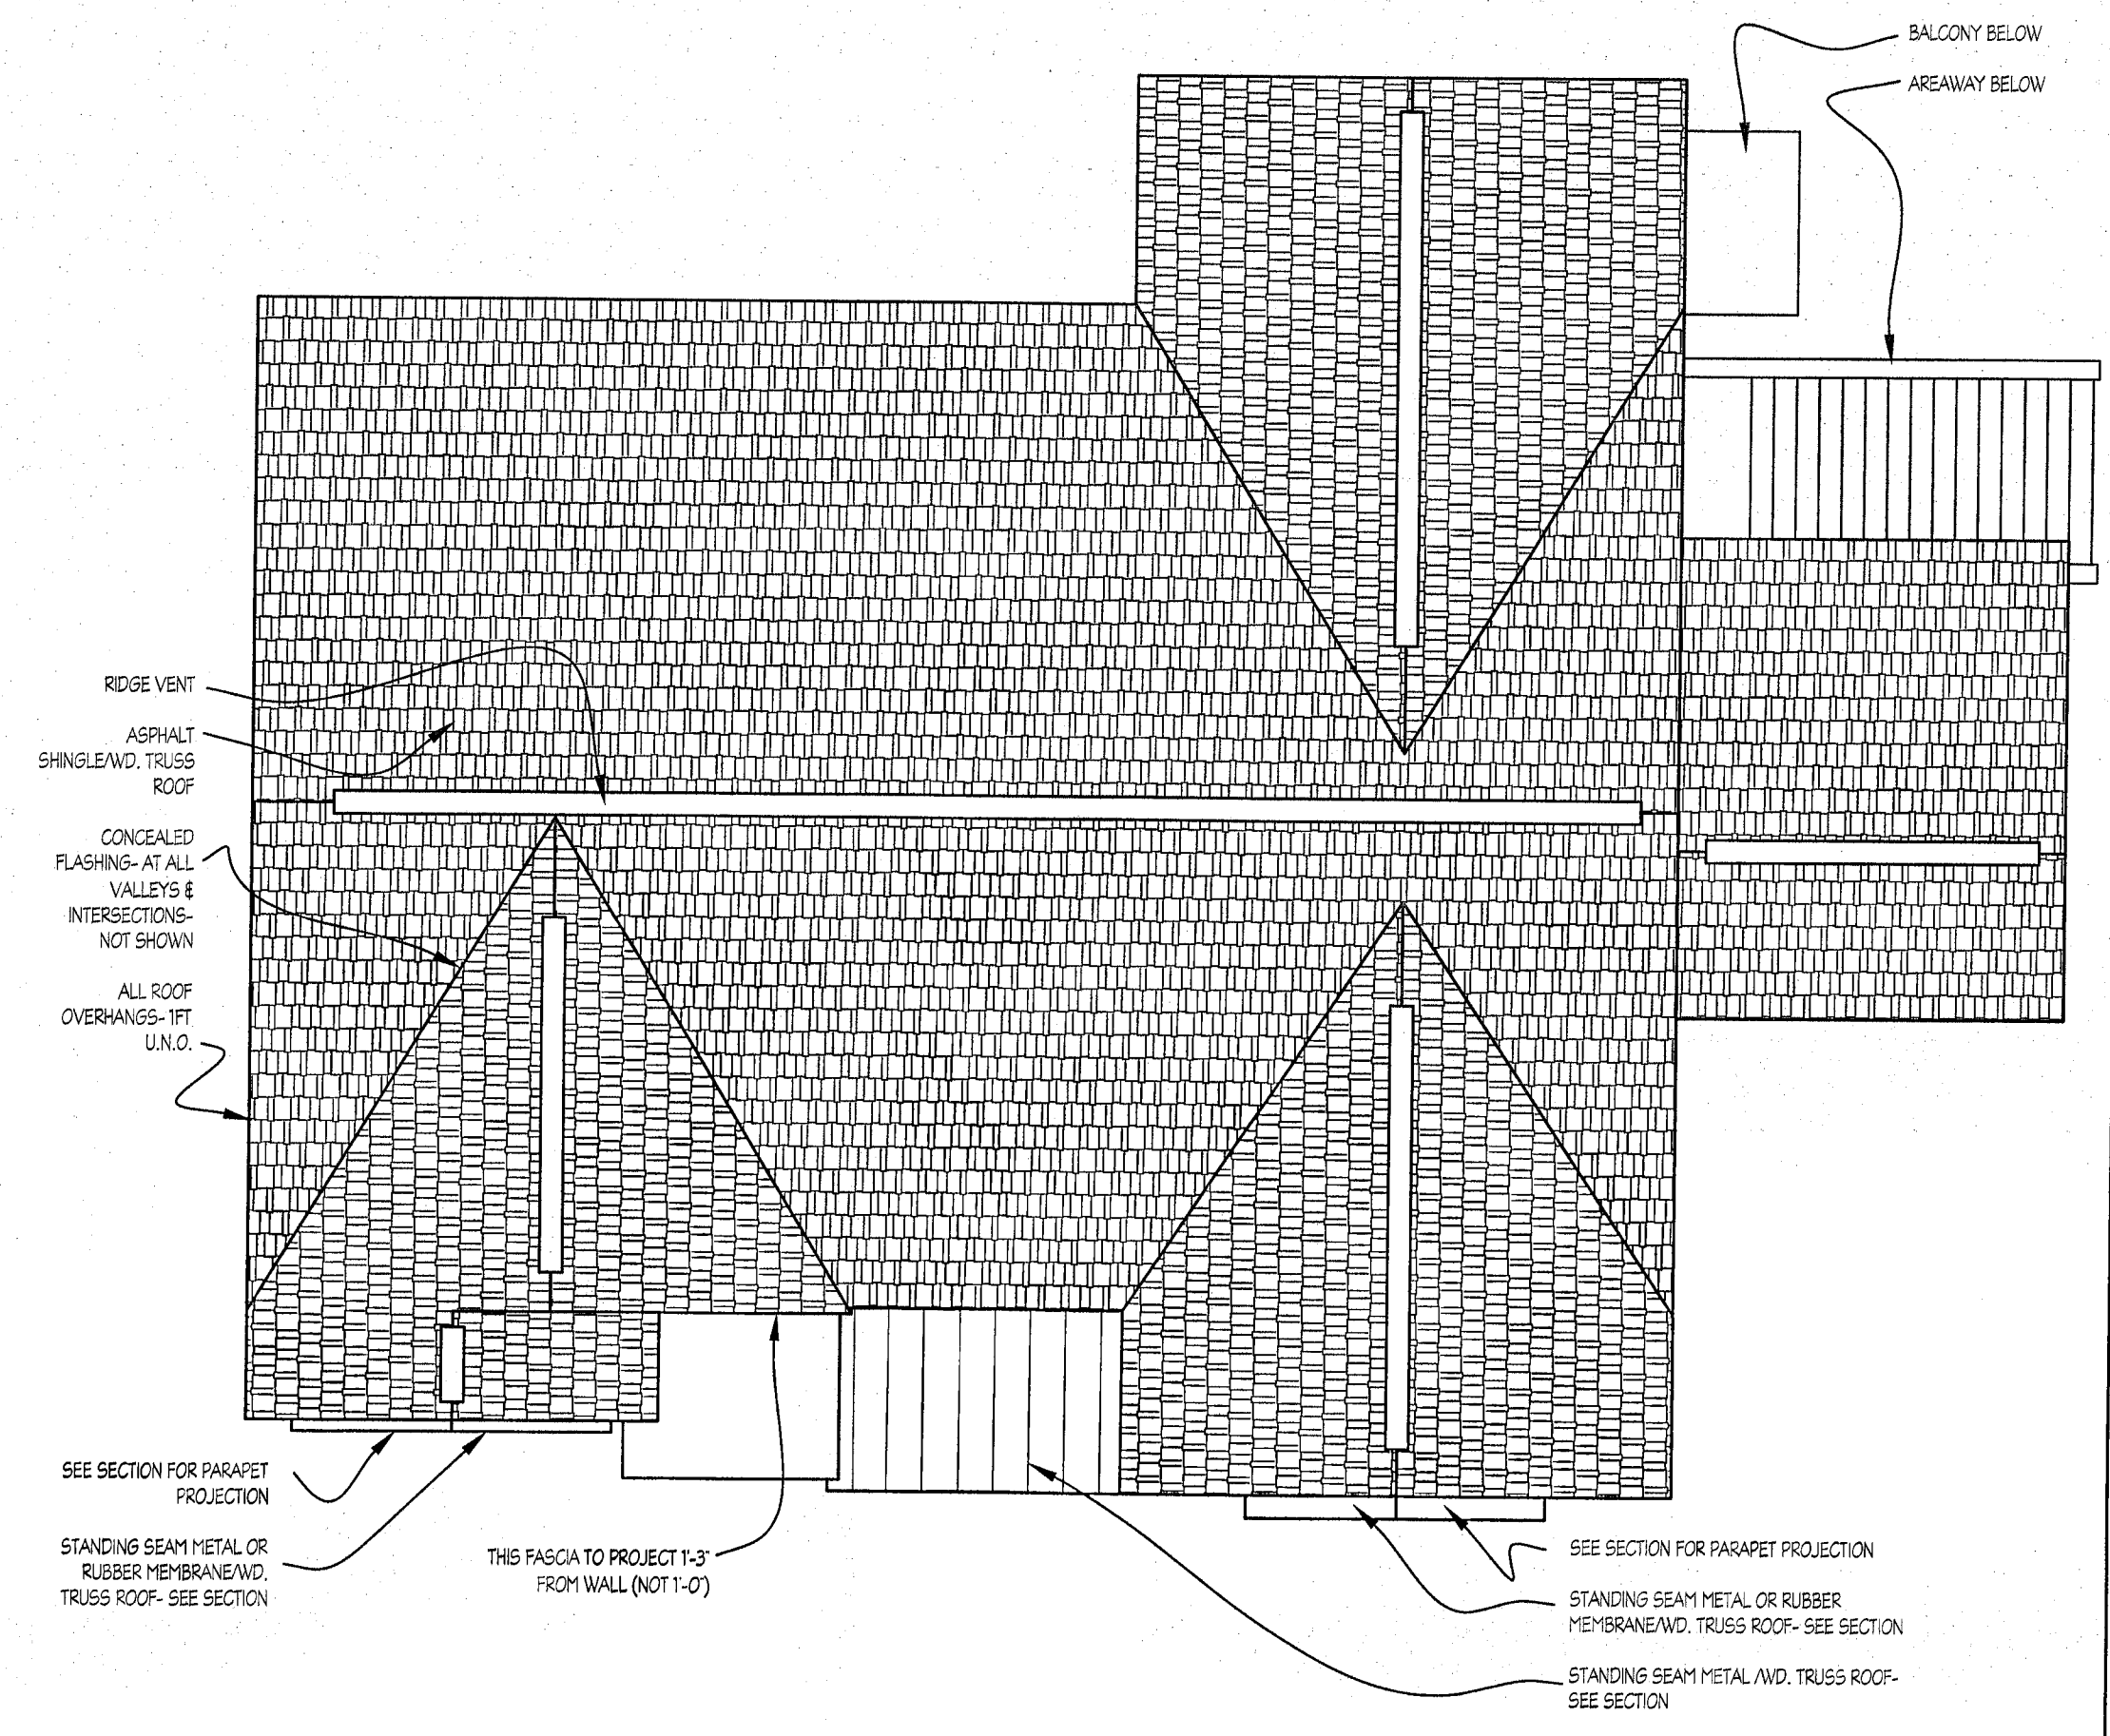 BALCONY BELOW
AREAWAY BELOW
RIDGE VENT
ASPHALT
SHINGLE/WD. TRUSS
ROOF
CONCEALED
FLASHING- AT ALL
VALLEYS &
INTERSECTIONS-
NOT SHOWN
ALL ROOF
OVERHANGS- 1FT
U.N.O.
SEE SECTION FOR PARAPET
PROJECTION
STANDING SEAM METAL OR
RUBBER MEMBRANE/WD.
TRUSS ROOF- SEE SECTION
THIS FASCIA TO PROJECT 1'-3"
FROM WALL (NOT 1'-0")
SEE SECTION FOR PARAPET PROJECTION
STANDING SEAM METAL OR RUBBER
MEMBRANE/WD. TRUSS ROOF- SEE SECTION
STANDING SEAM METAL /WD. TRUSS ROOF-
SEE SECTION